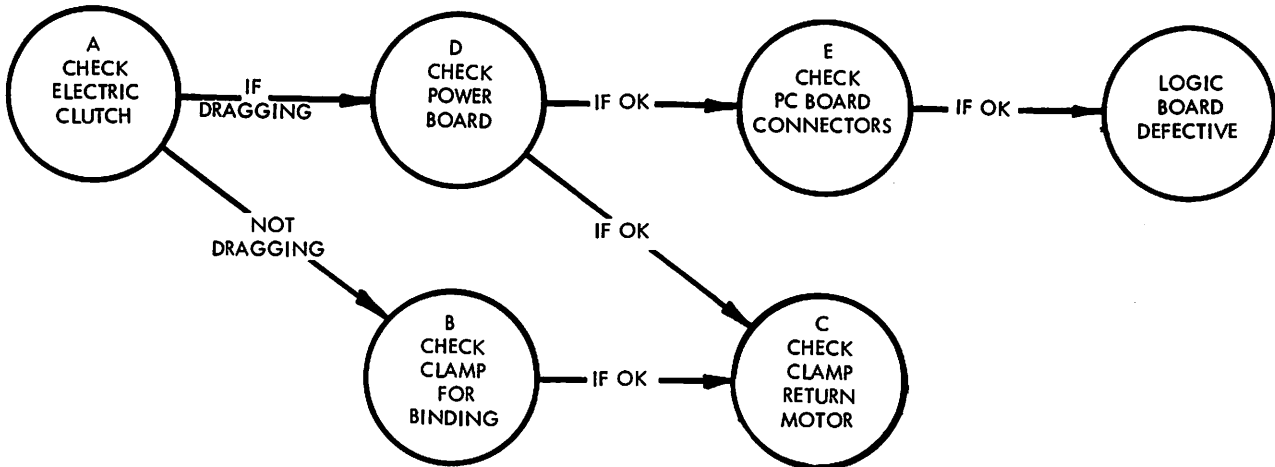 A
CHECK
ELECTRIC
CLUTCH
IF
DRAGGING
D
CHECK
POWER
BOARD
IF OK
E
CHECK
PC BOARD
CONNECTORS
IF OK
LOGIC
BOARD
DEFECTIVE
NOT
DRAGGING
IF OK
B
CHECK
CLAMP
FOR
BINDING
IF OK
C
CHECK
CLAMP
RETURN
MOTOR